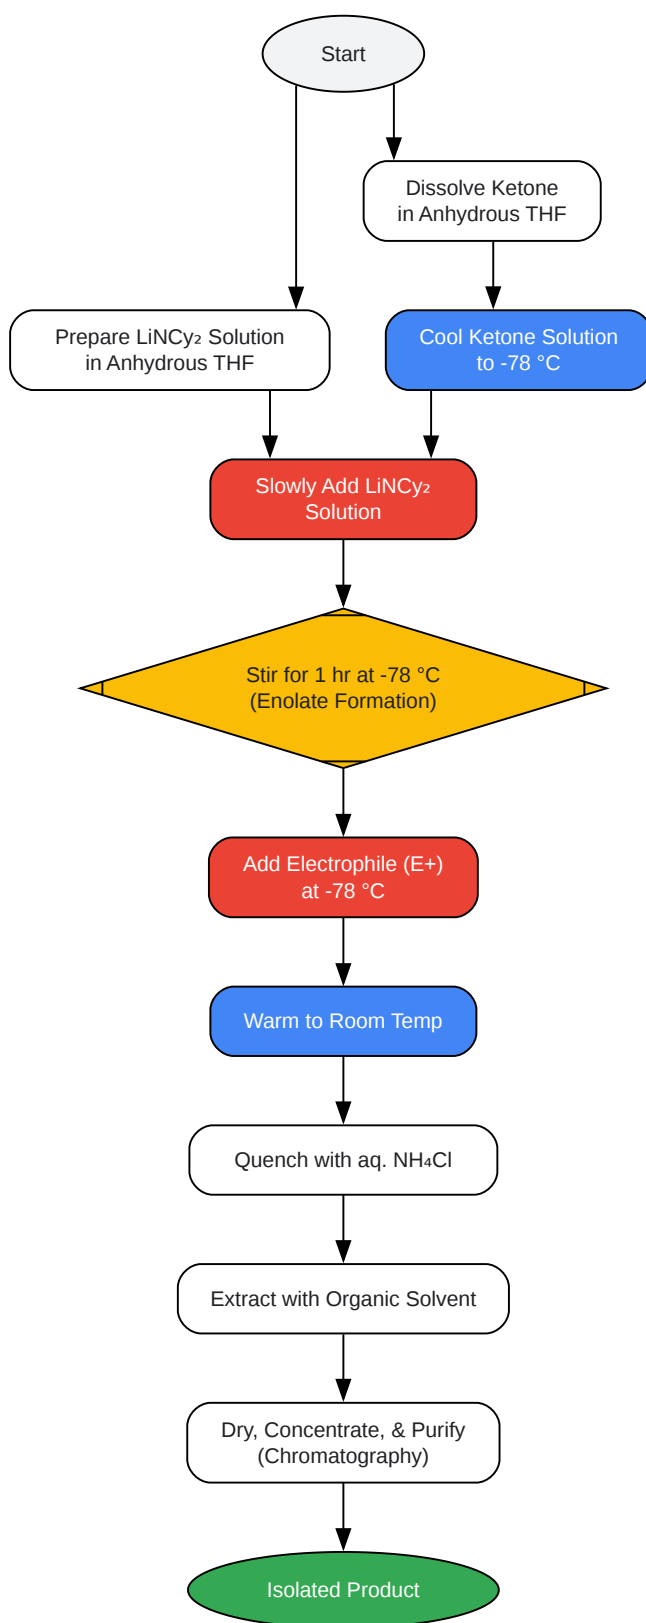 Start
Dissolve Ketone
in Anhydrous THF
Prepare LiNCy₂ Solution
in Anhydrous THF
Cool Ketone Solution
to -78 °C
Slowly Add LiNCy₂
Solution
Stir for 1 hr at -78 °C
(Enolate Formation)
Add Electrophile (E+)
at -78 °C
Warm to Room Temp
Quench with aq. NH₄Cl
Extract with Organic Solvent
Dry, Concentrate, & Purify
(Chromatography)
Isolated Product